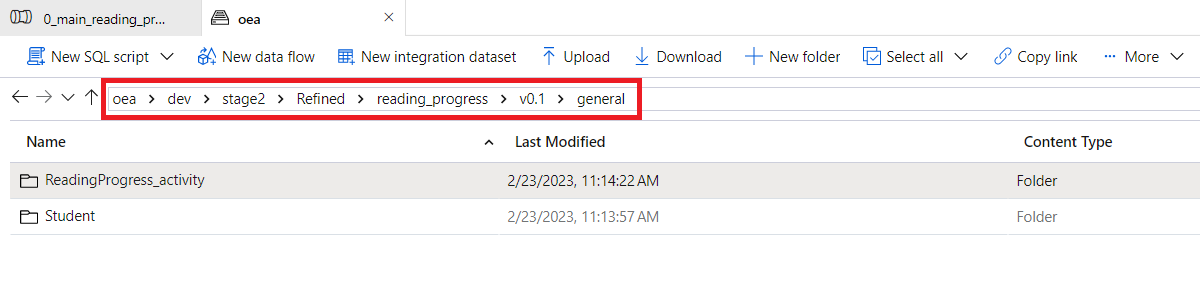 0_main_reading_pr... oea
New SQL script New data flow New integration dataset Upload Download New folder Select all Copy link More
oea dev stage2 Refined reading_progress v0.1 general
Name Last Modified Content Type
ReadingProgress_activity 2/23/2023, 11:14:22 AM Folder
Student 2/23/2023, 11:13:57 AM Folder